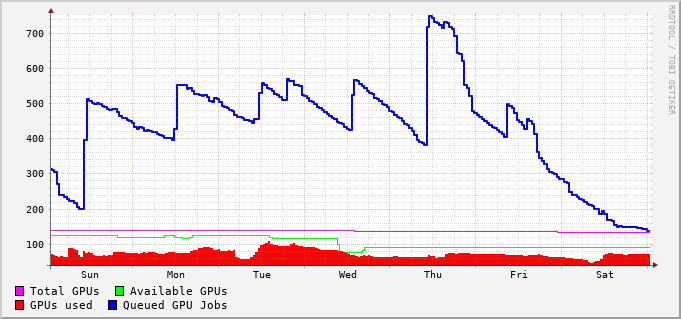 RRDTOOL / TOBI OETIKER
700
600
500
400
300
200
100
Sun Mon Tue Wed Thu Fri Sat
Total GPUs Available GPUs
GPUs used Queued GPU Jobs